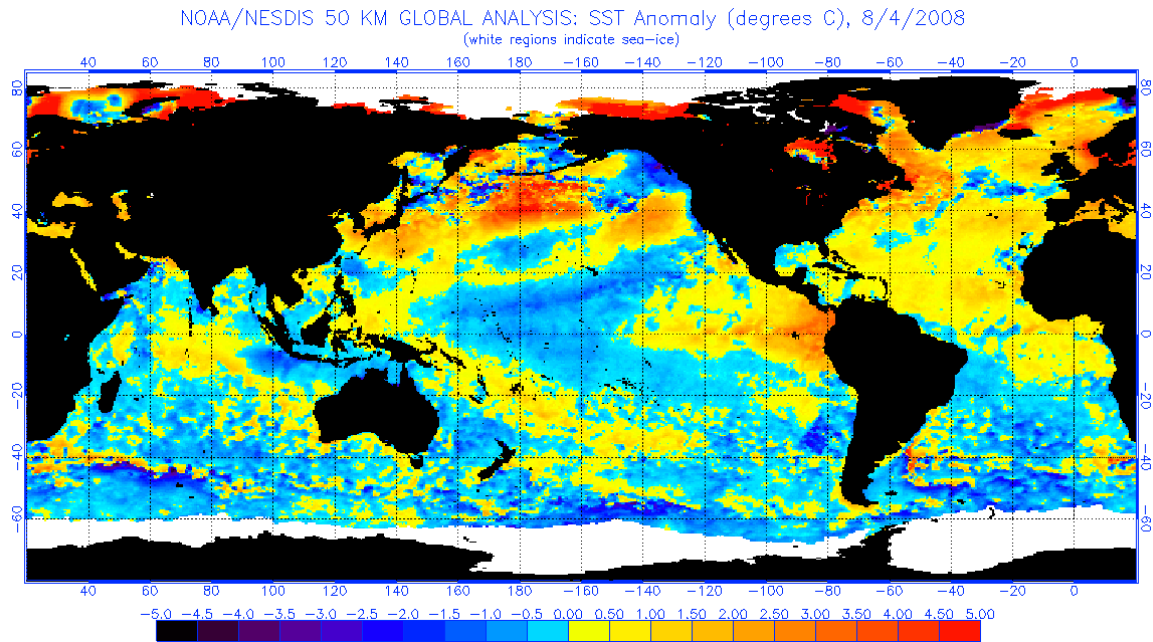 NOAA/NESDIS 50 KM GLOBAL ANALYSIS: SST Anomaly (degrees C), 8/4/2008
(white regions indicate sea-ice)
40 60 80 100 120 140 160 180 -160 -140 -120 -100 -80 -60 -40 -20 0
80 80
60 60
40 40
20 20
0 0
-20 -20
-40 -40
-60 -60
40 60 80 100 120 140 160 180 -160 -140 -120 -100 -80 -60 -40 -20 0
-5.0 -4.5 -3.5 -3.0 -2.5 -2.0 -1.5 -1.0 -0.5 0.00 0.50 1.00 1.50 2.00 2.50 3.00 3.50 4.00 4.50 5.00